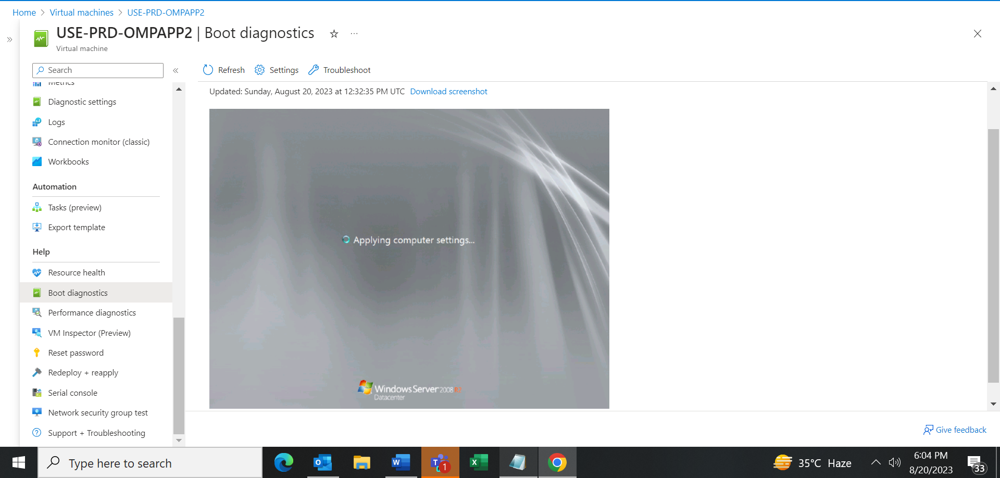 Home > Virtual machines > USE-PRD-OMPAPP2
USE-PRD-OMPAPP2 | Boot diagnostics
Virtual machine
Search
Refresh
Settings
Troubleshoot
Metrics
Diagnostic settings
Logs
Connection monitor (classic)
Workbooks
Automation
Tasks (preview)
Export template
Help
Resource health
Boot diagnostics
Performance diagnostics
VM Inspector (Preview)
Reset password
Redeploy + reapply
Serial console
Network security group test
Support + Troubleshooting
Updated: Sunday, August 20, 2023 at 12:32:35 PM UTC Download screenshot
Applying computer settings...
Windows Server 2008 R2
Datacenter
Give feedback
Type here to search
1
35°C Haze
6:04 PM
8/20/2023
33